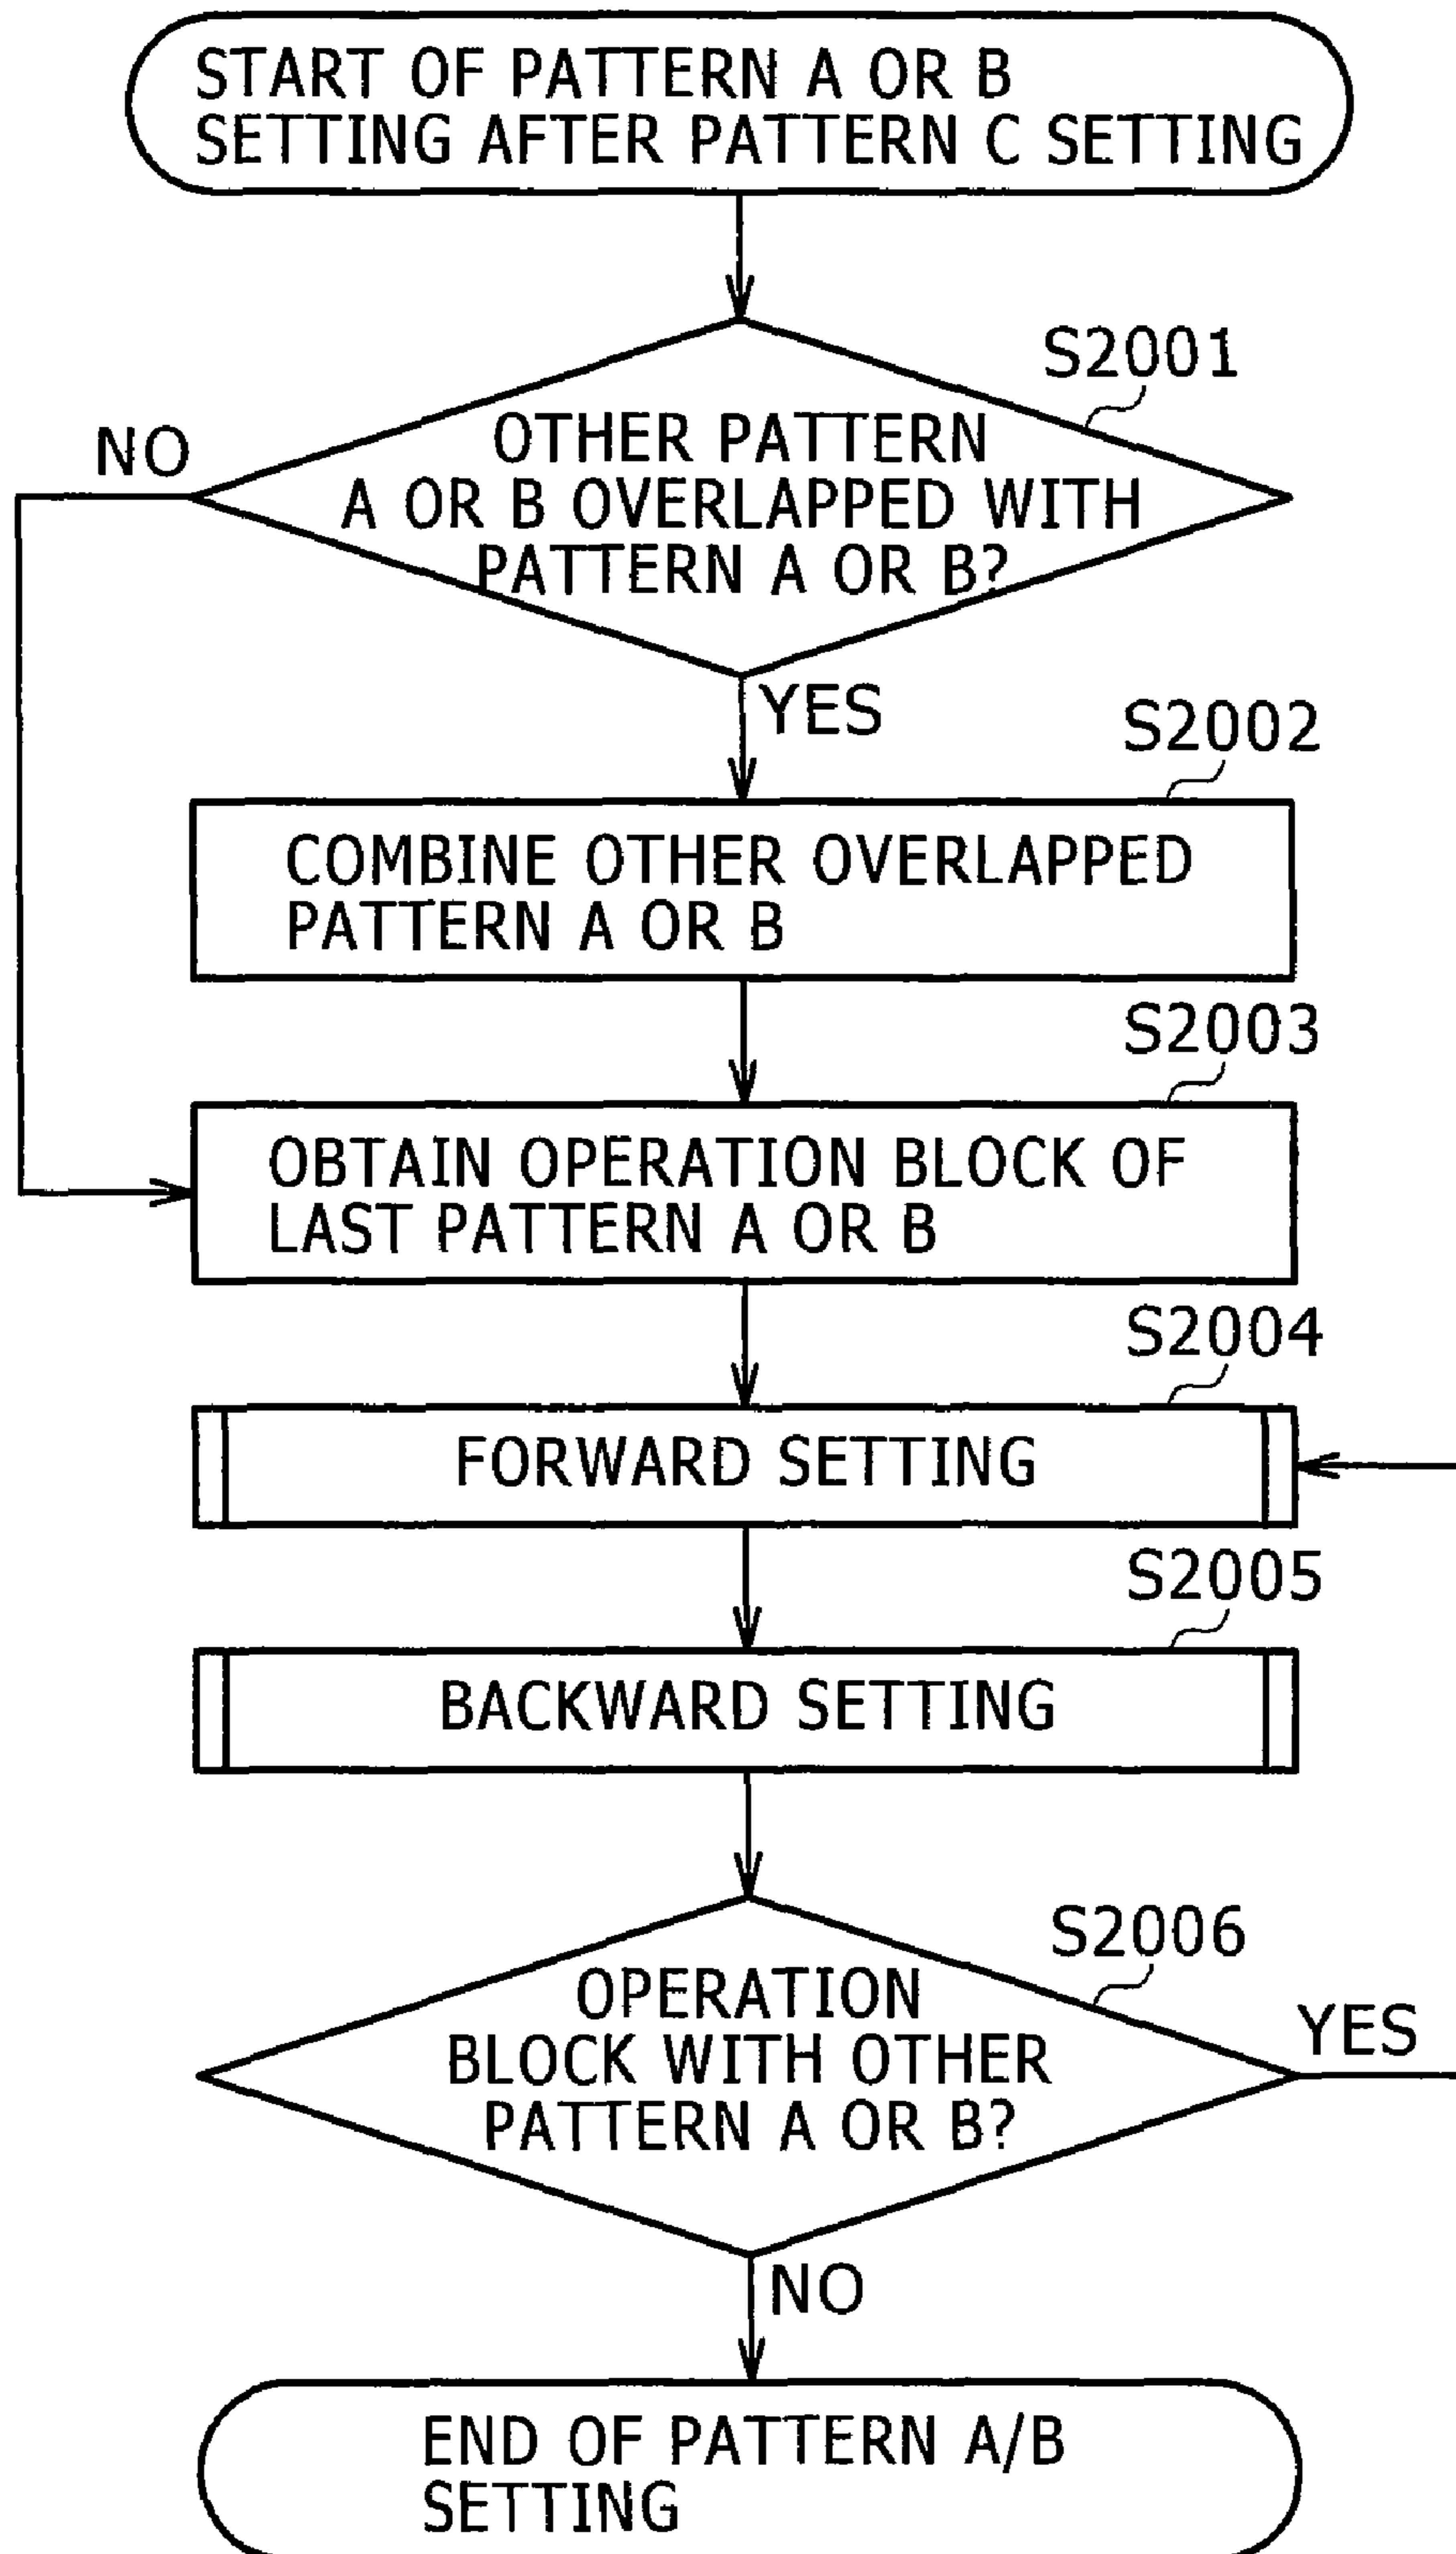 START OF PATTERN A OR B
SETTING AFTER PATTERN C SETTING
S2001
NO
OTHER PATTERN
A OR B OVERLAPPED WITH
PATTERN A OR B?
YES
S2002
COMBINE OTHER OVERLAPPED
PATTERN A OR B
S2003
OBTAIN OPERATION BLOCK OF
LAST PATTERN A OR B
S2004
FORWARD SETTING
S2005
BACKWARD SETTING
S2006
OPERATION
BLOCK WITH OTHER
PATTERN A OR B?
YES
NO
END OF PATTERN A/B
SETTING